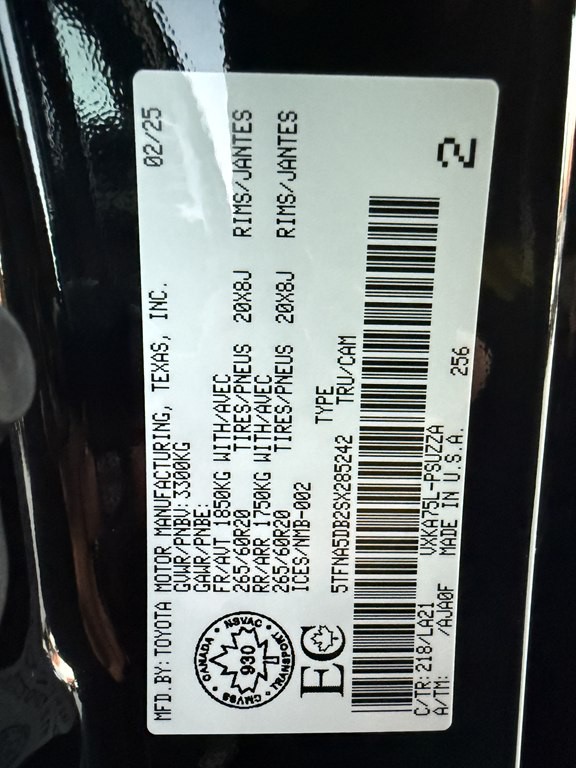 MFD.BY: TOYOTA MOTOR MANUFACTURING, TEXAS, INC. 02/25
GVWR/PNBV: 3300KG
GAWR/PNBE:
FR/AVT 1850KG WITH/AVEC
265/60R20 TIRES/PNEUS 20X8J RIMS/JANTES
RR/ARR 1750KG WITH/AVEC
265/60R20 TIRES/PNEUS 20X8J RIMS/JANTES
ICES/NMB-002
CANADA • NSVAC • TRANSPORT • CMVSS •
930
EC
TYPE
5TFNA5DB2SX285242 TRU/CAM
C/TR: 218/LA21 VXKA75L-PSUZZA
A/TM: /AJA0F MADE IN U.S.A. 256
2